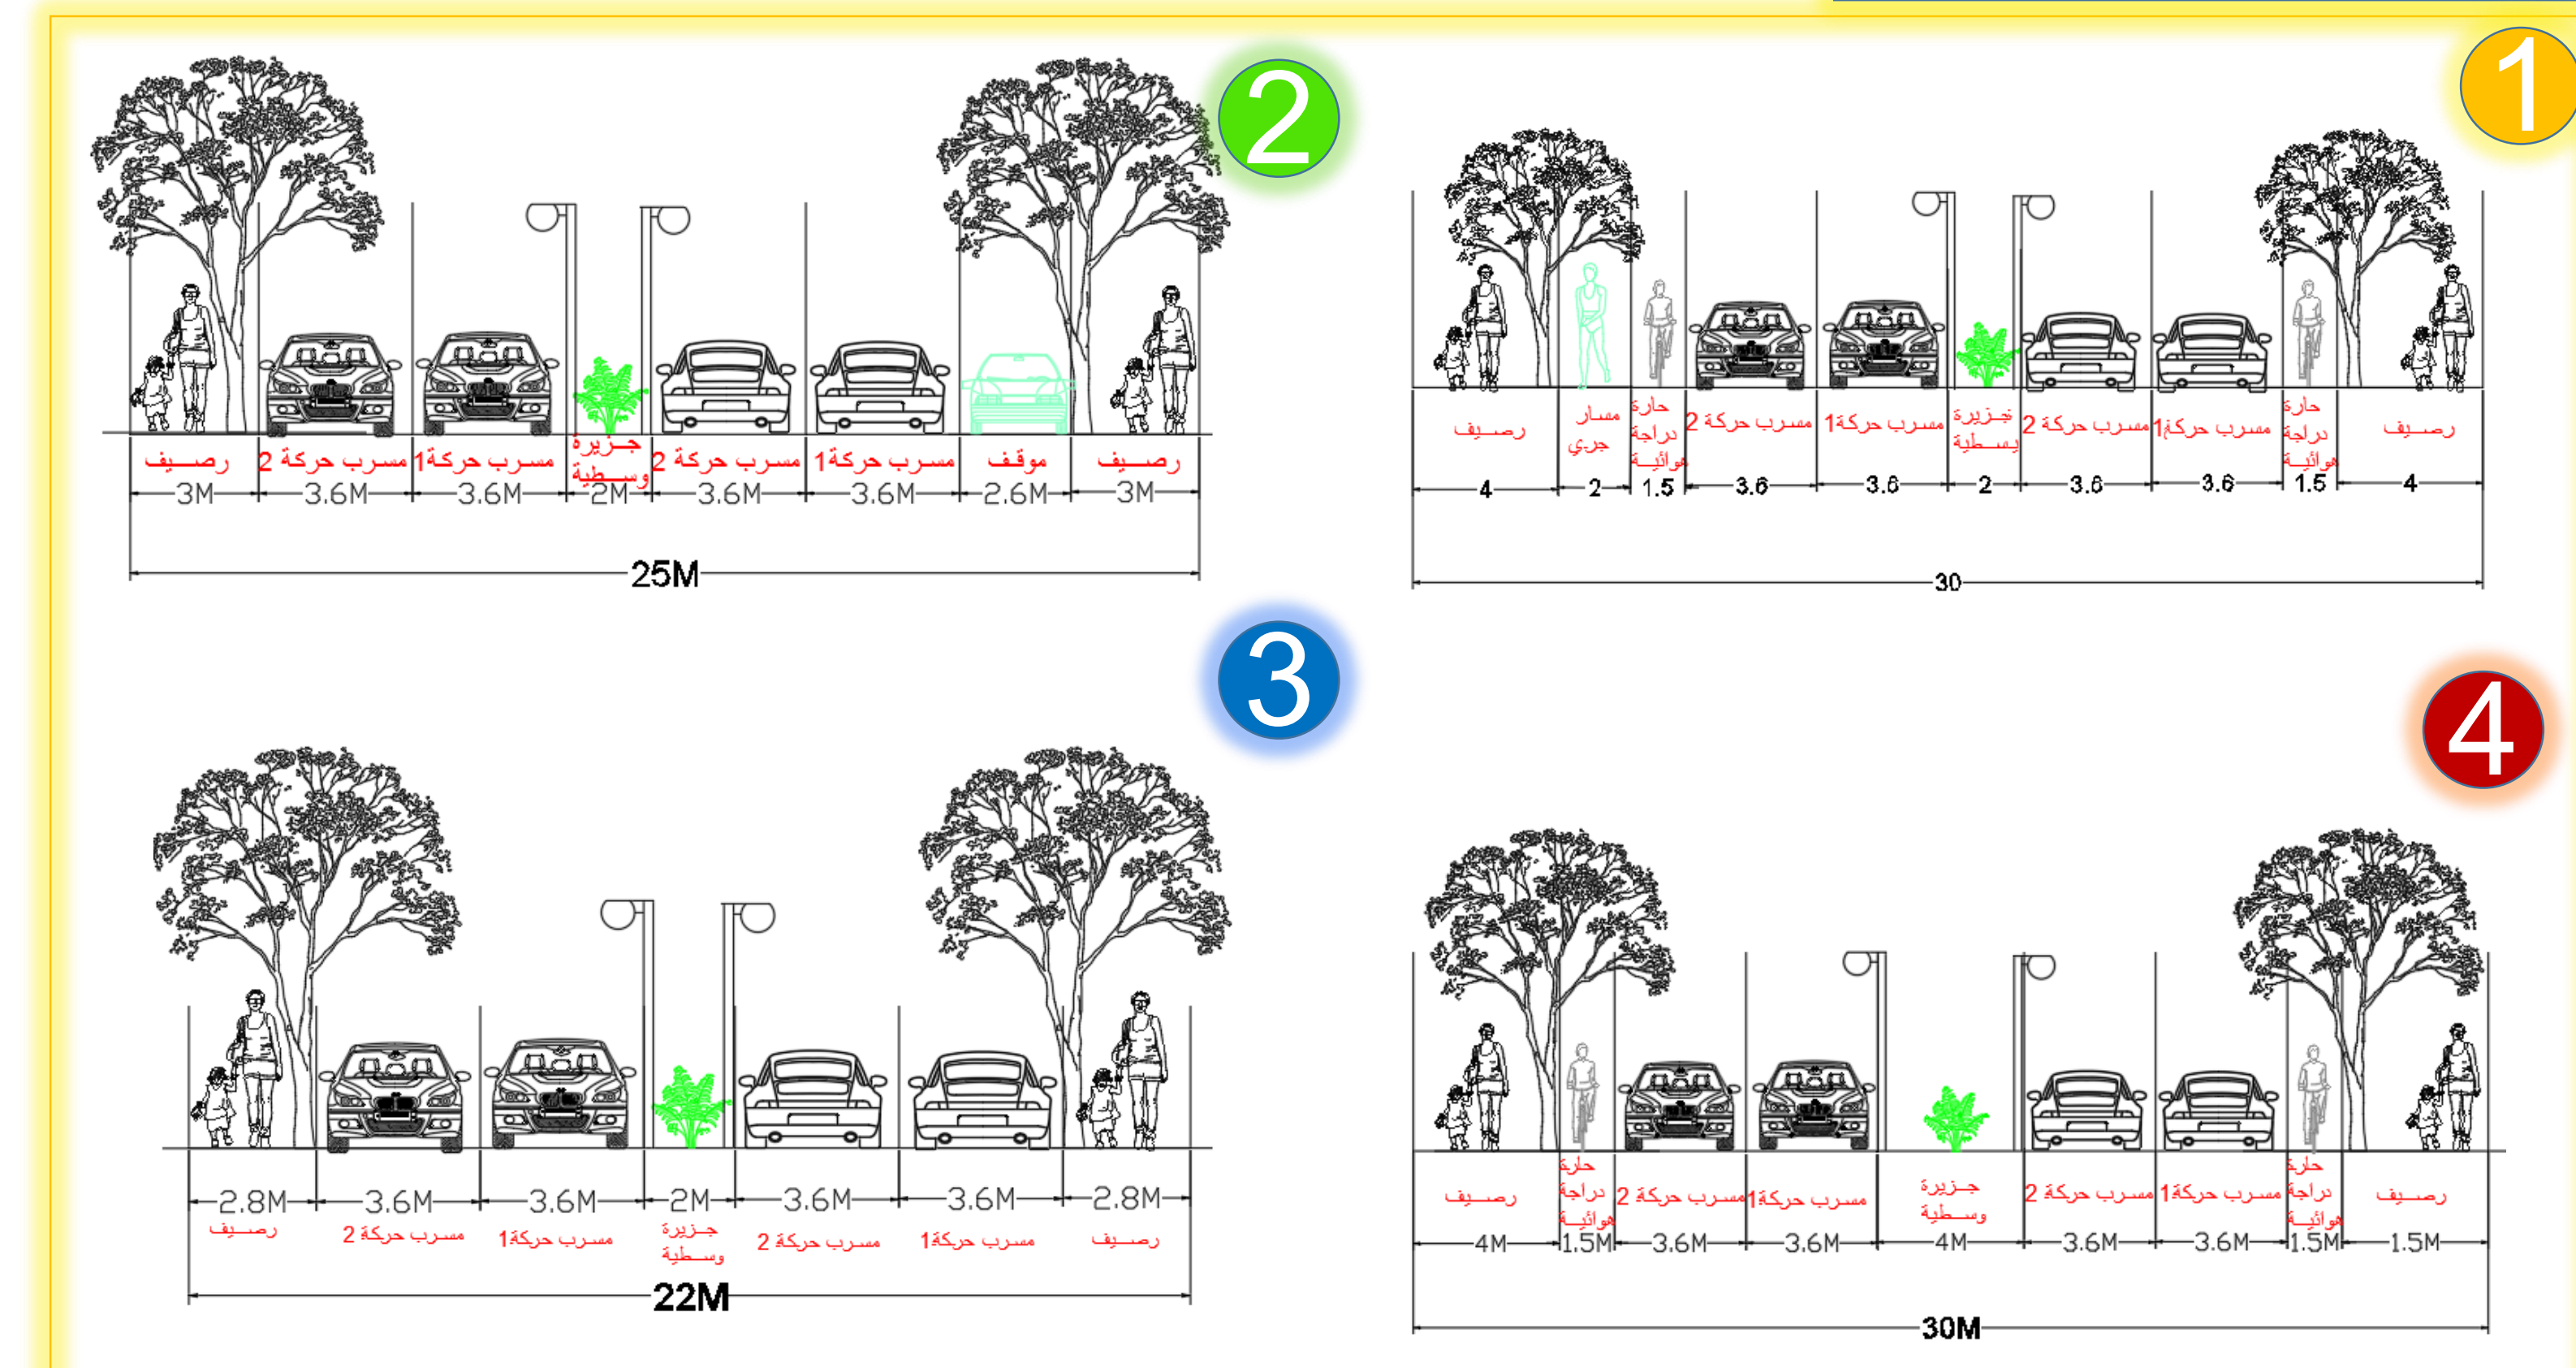 1
حارة
دراجة
هوائية
مسار
جري
رصيف
مسرب حركة 2
مسرب حركة 1
جزيرة
وسطية
مسرب حركة 2
مسرب حركة 1
حارة
دراجة
هوائية
رصيف
4
2
1.5
3.6
3.6
2
3.6
3.6
1.5
4
30
2
رصيف
مسرب حركة 2
مسرب حركة 1
جزيرة
وسطية
مسرب حركة 2
مسرب حركة 1
موقف
رصيف
3M
3.6M
3.6M
2M
3.6M
3.6M
2.6M
3M
25M
3
2.8M
3.6M
3.6M
2M
3.6M
3.6M
2.8M
رصيف
مسرب حركة 2
مسرب حركة 1
جزيرة
وسطية
مسرب حركة 2
مسرب حركة 1
رصيف
22M
4
رصيف
حارة
دراجة
هوائية
مسرب حركة 2
مسرب حركة 1
جزيرة
وسطية
مسرب حركة 2
مسرب حركة 1
حارة
دراجة
هوائية
رصيف
4M
1.5M
3.6M
3.6M
4M
3.6M
3.6M
1.5M
1.5M
30M